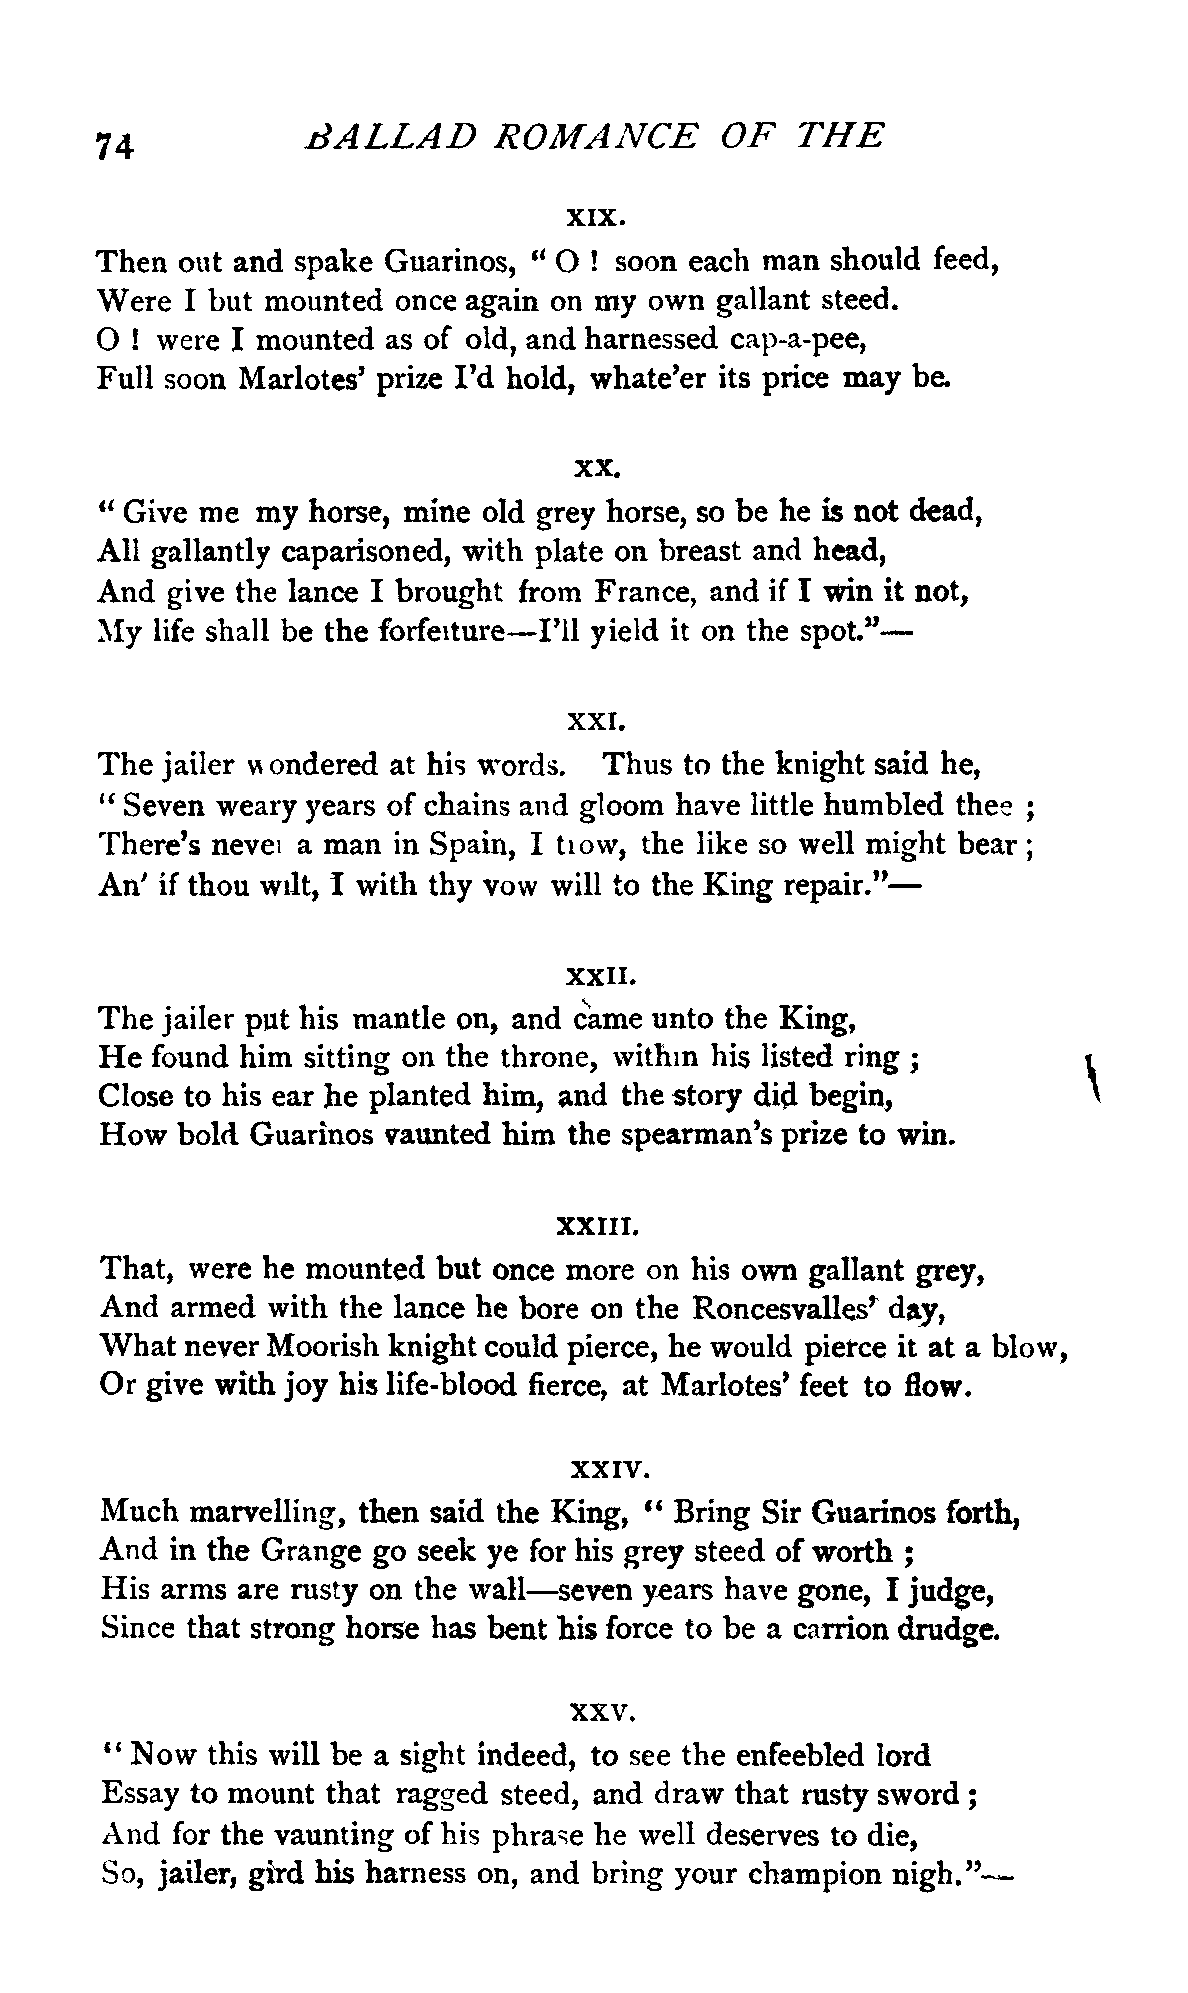 74 BALLAD ROMANCE OF THE
XIX.
Then out and spake Guarinos, “ O ! soon each man should feed,
Were I but mounted once again on my own gallant steed.
O ! were I mounted as of old, and harnessed cap-a-pee,
Full soon Marlotes’ prize I’d hold, whate’er its price may be.
XX.
“ Give me my horse, mine old grey horse, so be he is not dead,
All gallantly caparisoned, with plate on breast and head,
And give the lance I brought from France, and if I win it not,
My life shall be the forfeiture—I’ll yield it on the spot.”—
XXI.
The jailer wondered at his words. Thus to the knight said he,
“ Seven weary years of chains and gloom have little humbled thee ;
There’s never a man in Spain, I trow, the like so well might bear ;
An’ if thou wilt, I with thy vow will to the King repair.”—
XXII.
The jailer put his mantle on, and came unto the King,
He found him sitting on the throne, within his listed ring ;
Close to his ear he planted him, and the story did begin,
How bold Guarinos vaunted him the spearman’s prize to win.
XXIII.
That, were he mounted but once more on his own gallant grey,
And armed with the lance he bore on the Roncesvalles’ day,
What never Moorish knight could pierce, he would pierce it at a blow,
Or give with joy his life-blood fierce, at Marlotes’ feet to flow.
XXIV.
Much marvelling, then said the King, “ Bring Sir Guarinos forth,
And in the Grange go seek ye for his grey steed of worth ;
His arms are rusty on the wall—seven years have gone, I judge,
Since that strong horse has bent his force to be a carrion drudge.
XXV.
“ Now this will be a sight indeed, to see the enfeebled lord
Essay to mount that ragged steed, and draw that rusty sword ;
And for the vaunting of his phrase he well deserves to die,
So, jailer, gird his harness on, and bring your champion nigh.”—